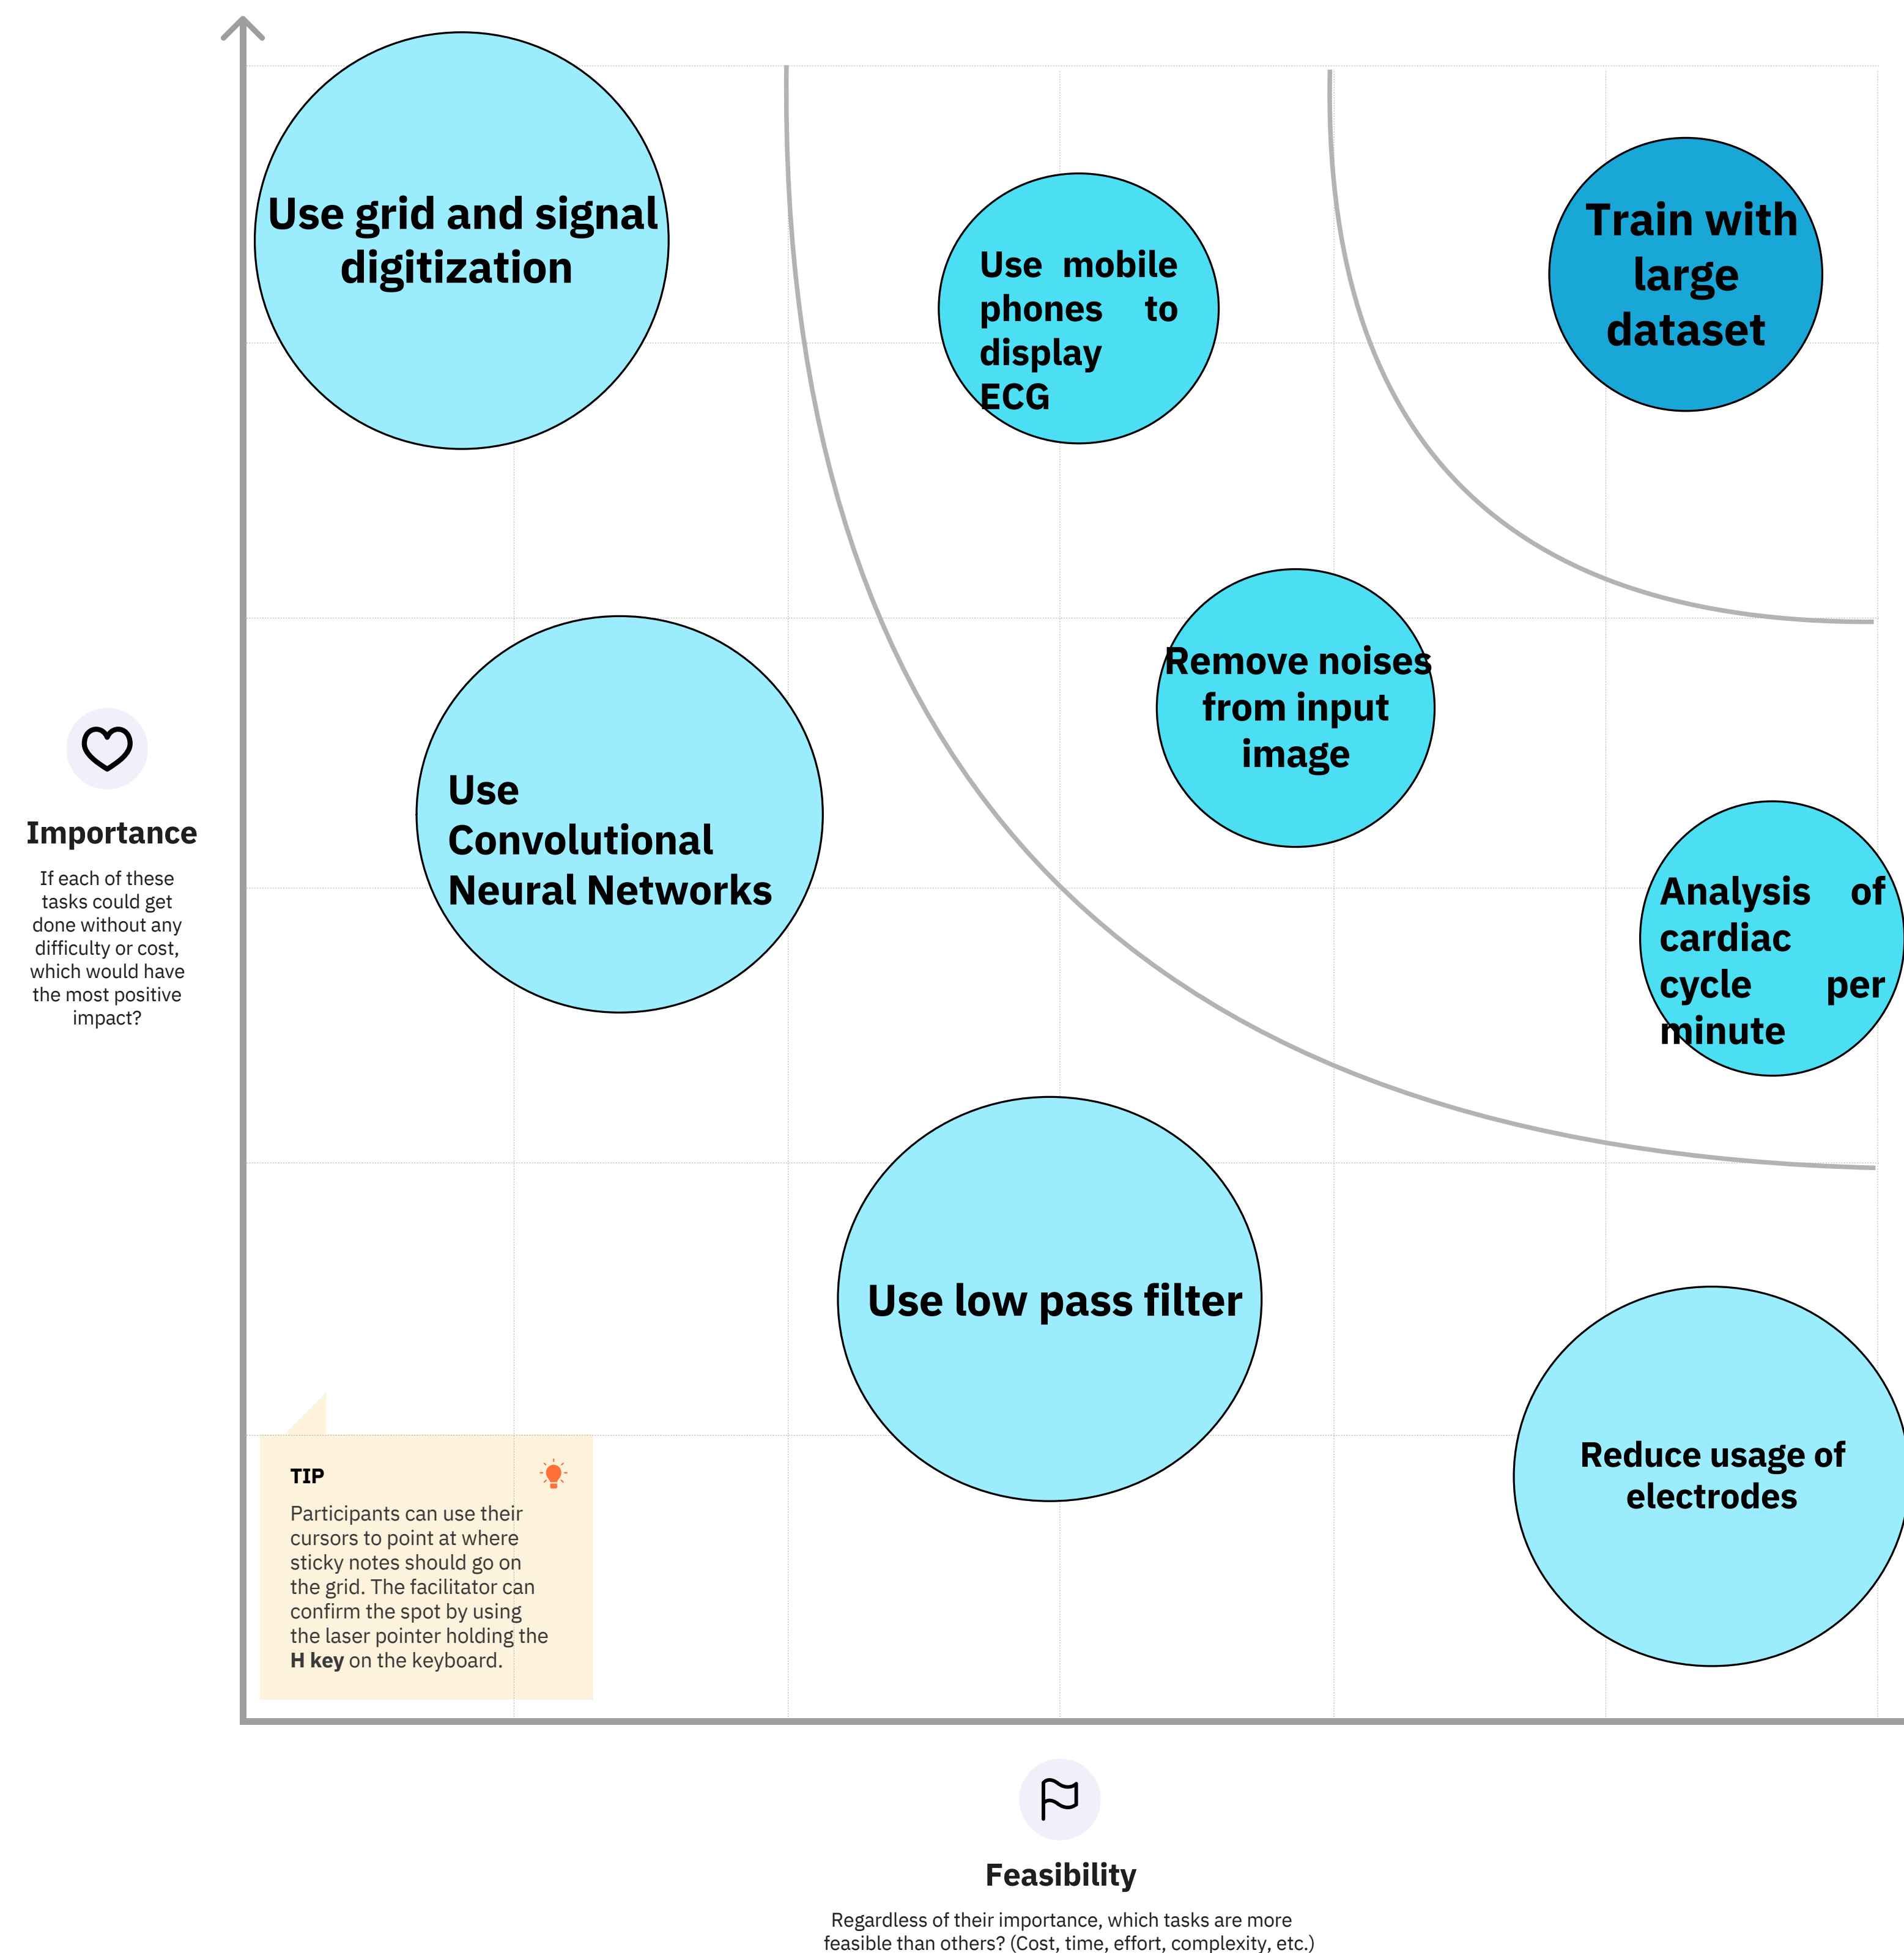 Use grid and signal
digitization
Use mobile
phones to
display
ECG
Train with
large
dataset
Remove noises
from input
image
Use
Convolutional
Neural Networks
Analysis of
cardiac
cycle per
minute
Importance
If each of these
tasks could get
done without any
difficulty or cost,
which would have
the most positive
impact?
Use low pass filter
Reduce usage of
electrodes
TIP
Participants can use their
cursors to point at where
sticky notes should go on
the grid. The facilitator can
confirm the spot by using
the laser pointer holding the
H key on the keyboard.
Feasibility
Regardless of their importance, which tasks are more
feasible than others? (Cost, time, effort, complexity, etc.)